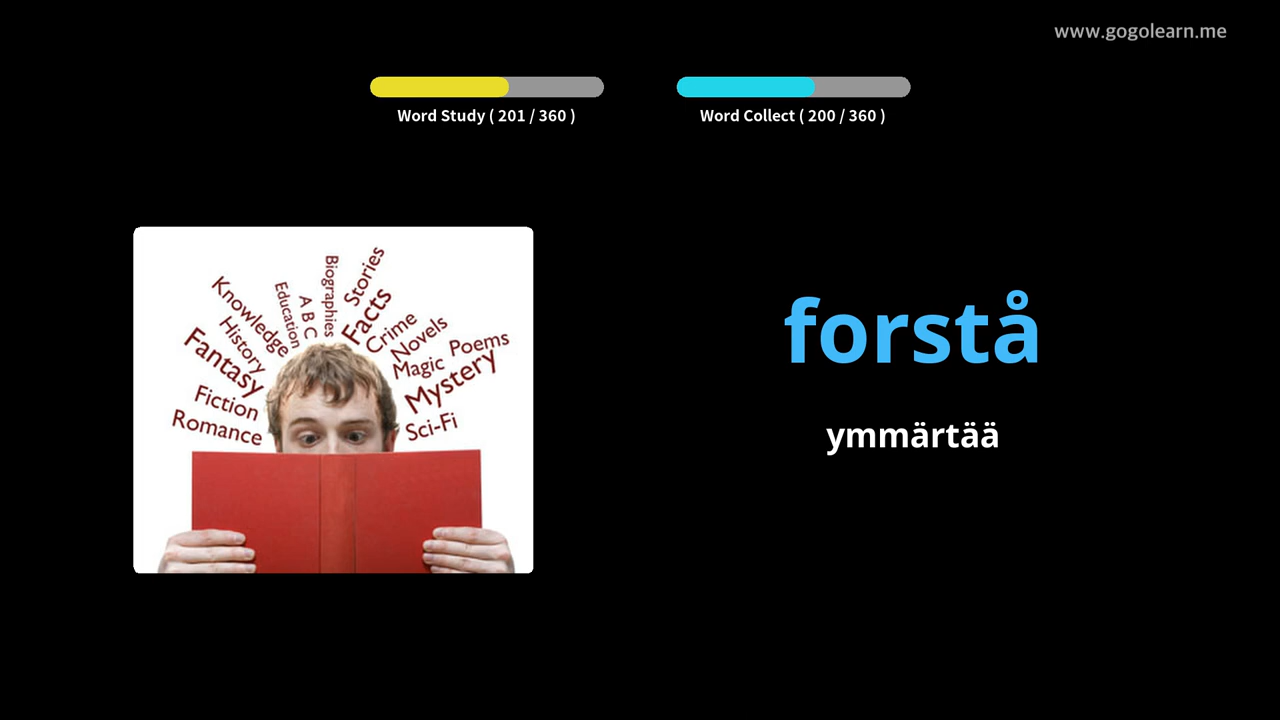 www.gogolearn.me
Word Study ( 201 / 360 )
Word Collect ( 200 / 360 )
Knowledge
History
Fantasy
Fiction
Romance
Education
A B C
Biographies
Stories
Facts
Crime
Novels
Magic
Poems
Mystery
Sci-Fi
forstå
ymmärtää